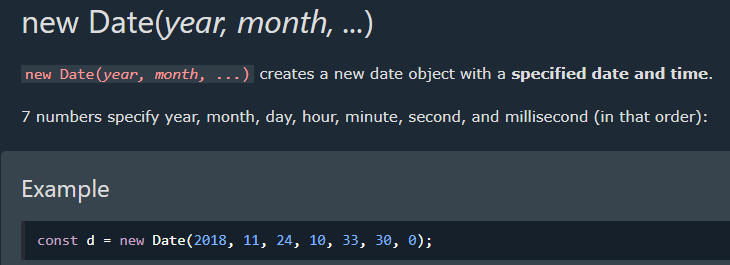 new Date(year, month, ...)
new Date(year, month, ...) creates a new date object with a specified date and time.
7 numbers specify year, month, day, hour, minute, second, and millisecond (in that order):
Example
const d = new Date(2018, 11, 24, 10, 33, 30, 0);